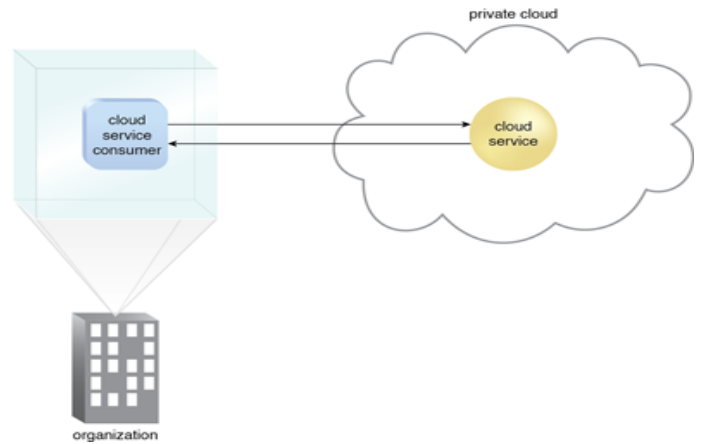 private cloud
cloud
service
consumer
cloud
service
organization